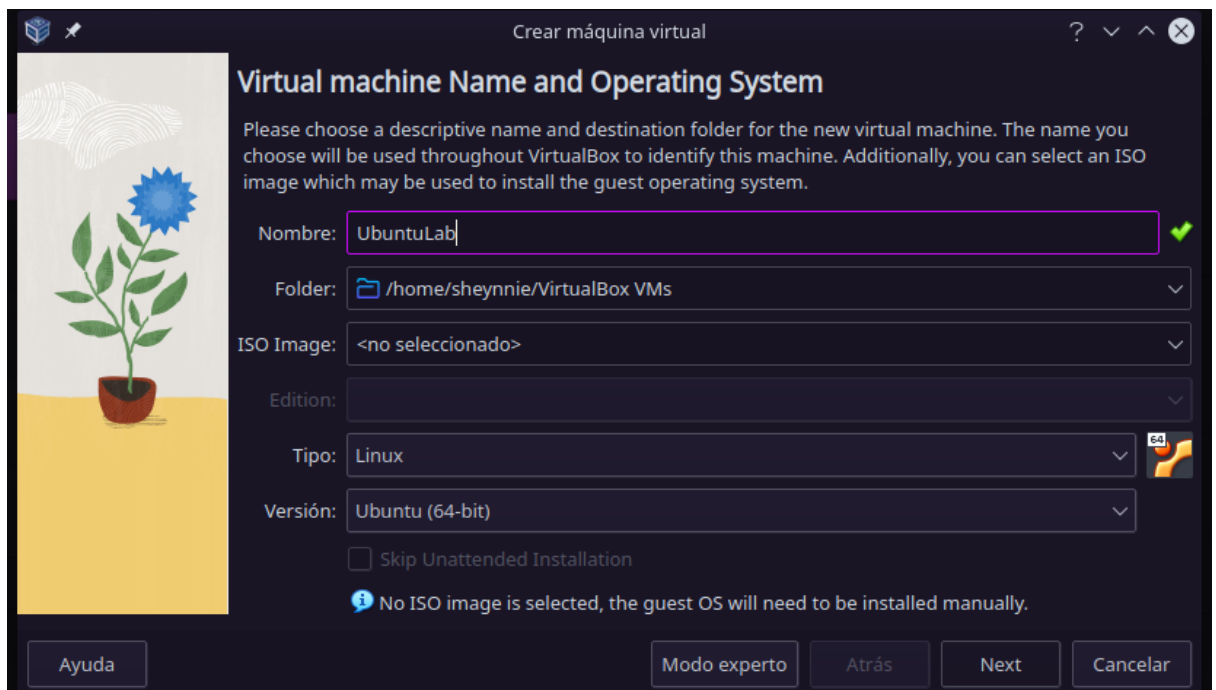 Crear máquina virtual
Virtual machine Name and Operating System
Please choose a descriptive name and destination folder for the new virtual machine. The name you
choose will be used throughout VirtualBox to identify this machine. Additionally, you can select an ISO
image which may be used to install the guest operating system.
Nombre: UbuntuLab
Folder: /home/sheynnie/VirtualBox VMs
ISO Image: <no seleccionado>
Edition:
Tipo: Linux 64
Versión: Ubuntu (64-bit)
Skip Unattended Installation
No ISO image is selected, the guest OS will need to be installed manually.
Ayuda Modo experto Atrás Next Cancelar